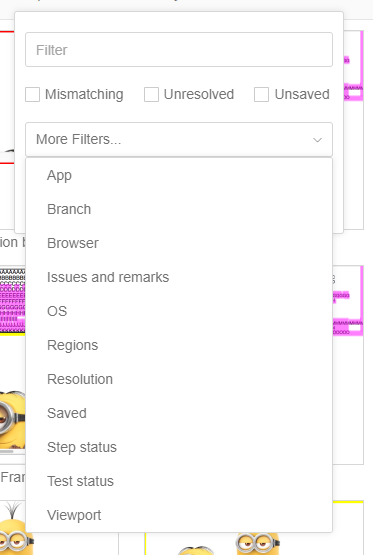 Filter
Mismatching Unresolved Unsaved
More Filters...
App
Branch
Browser
Issues and remarks
OS
Regions
Resolution
Saved
Step status
Test status
Viewport
ion
Fran